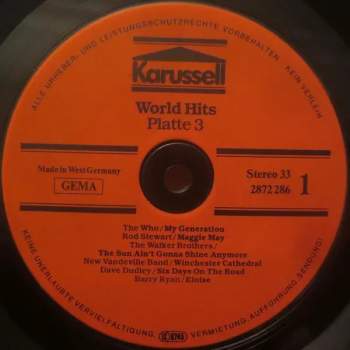 ALLE URHEBER- UND LEISTUNGSSCHUTZRECHTE VORBEHALTEN. KEIN VERLEIH
Karussell
World Hits
Platte 3
Made in West Germany
GEMA
Stereo 33
2872 286
1
The Who/My Generation
Rod Stewart/Maggie May
The Walker Brothers/
The Sun Ain't Gonna Shine Anymore
New Vandeville Band/Winchester Cathedral
Dave Dudley/Six Days On The Road
Barry Ryan/Eloise
KEINE UNERLAUBTE VERVIELFÄLTIGUNG, VERMIETUNG, AUFFÜHRUNG, SENDUNG!